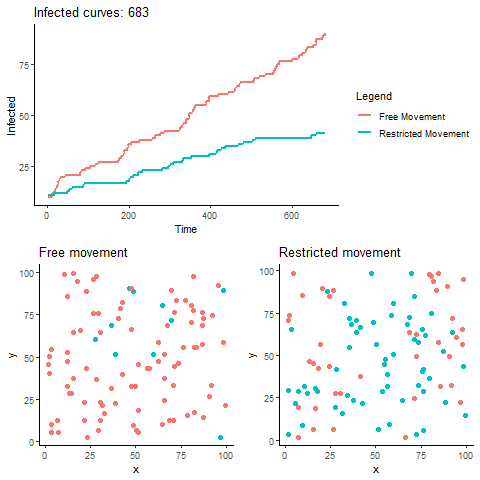 Infected curves: 683
Infected
75
50
25
0
200
400
600
Time
Legend
Free Movement
Restricted Movement
Free movement
y
100
75
50
25
0
0
25
50
75
100
x
Restricted movement
y
100
75
50
25
0
0
25
50
75
100
x